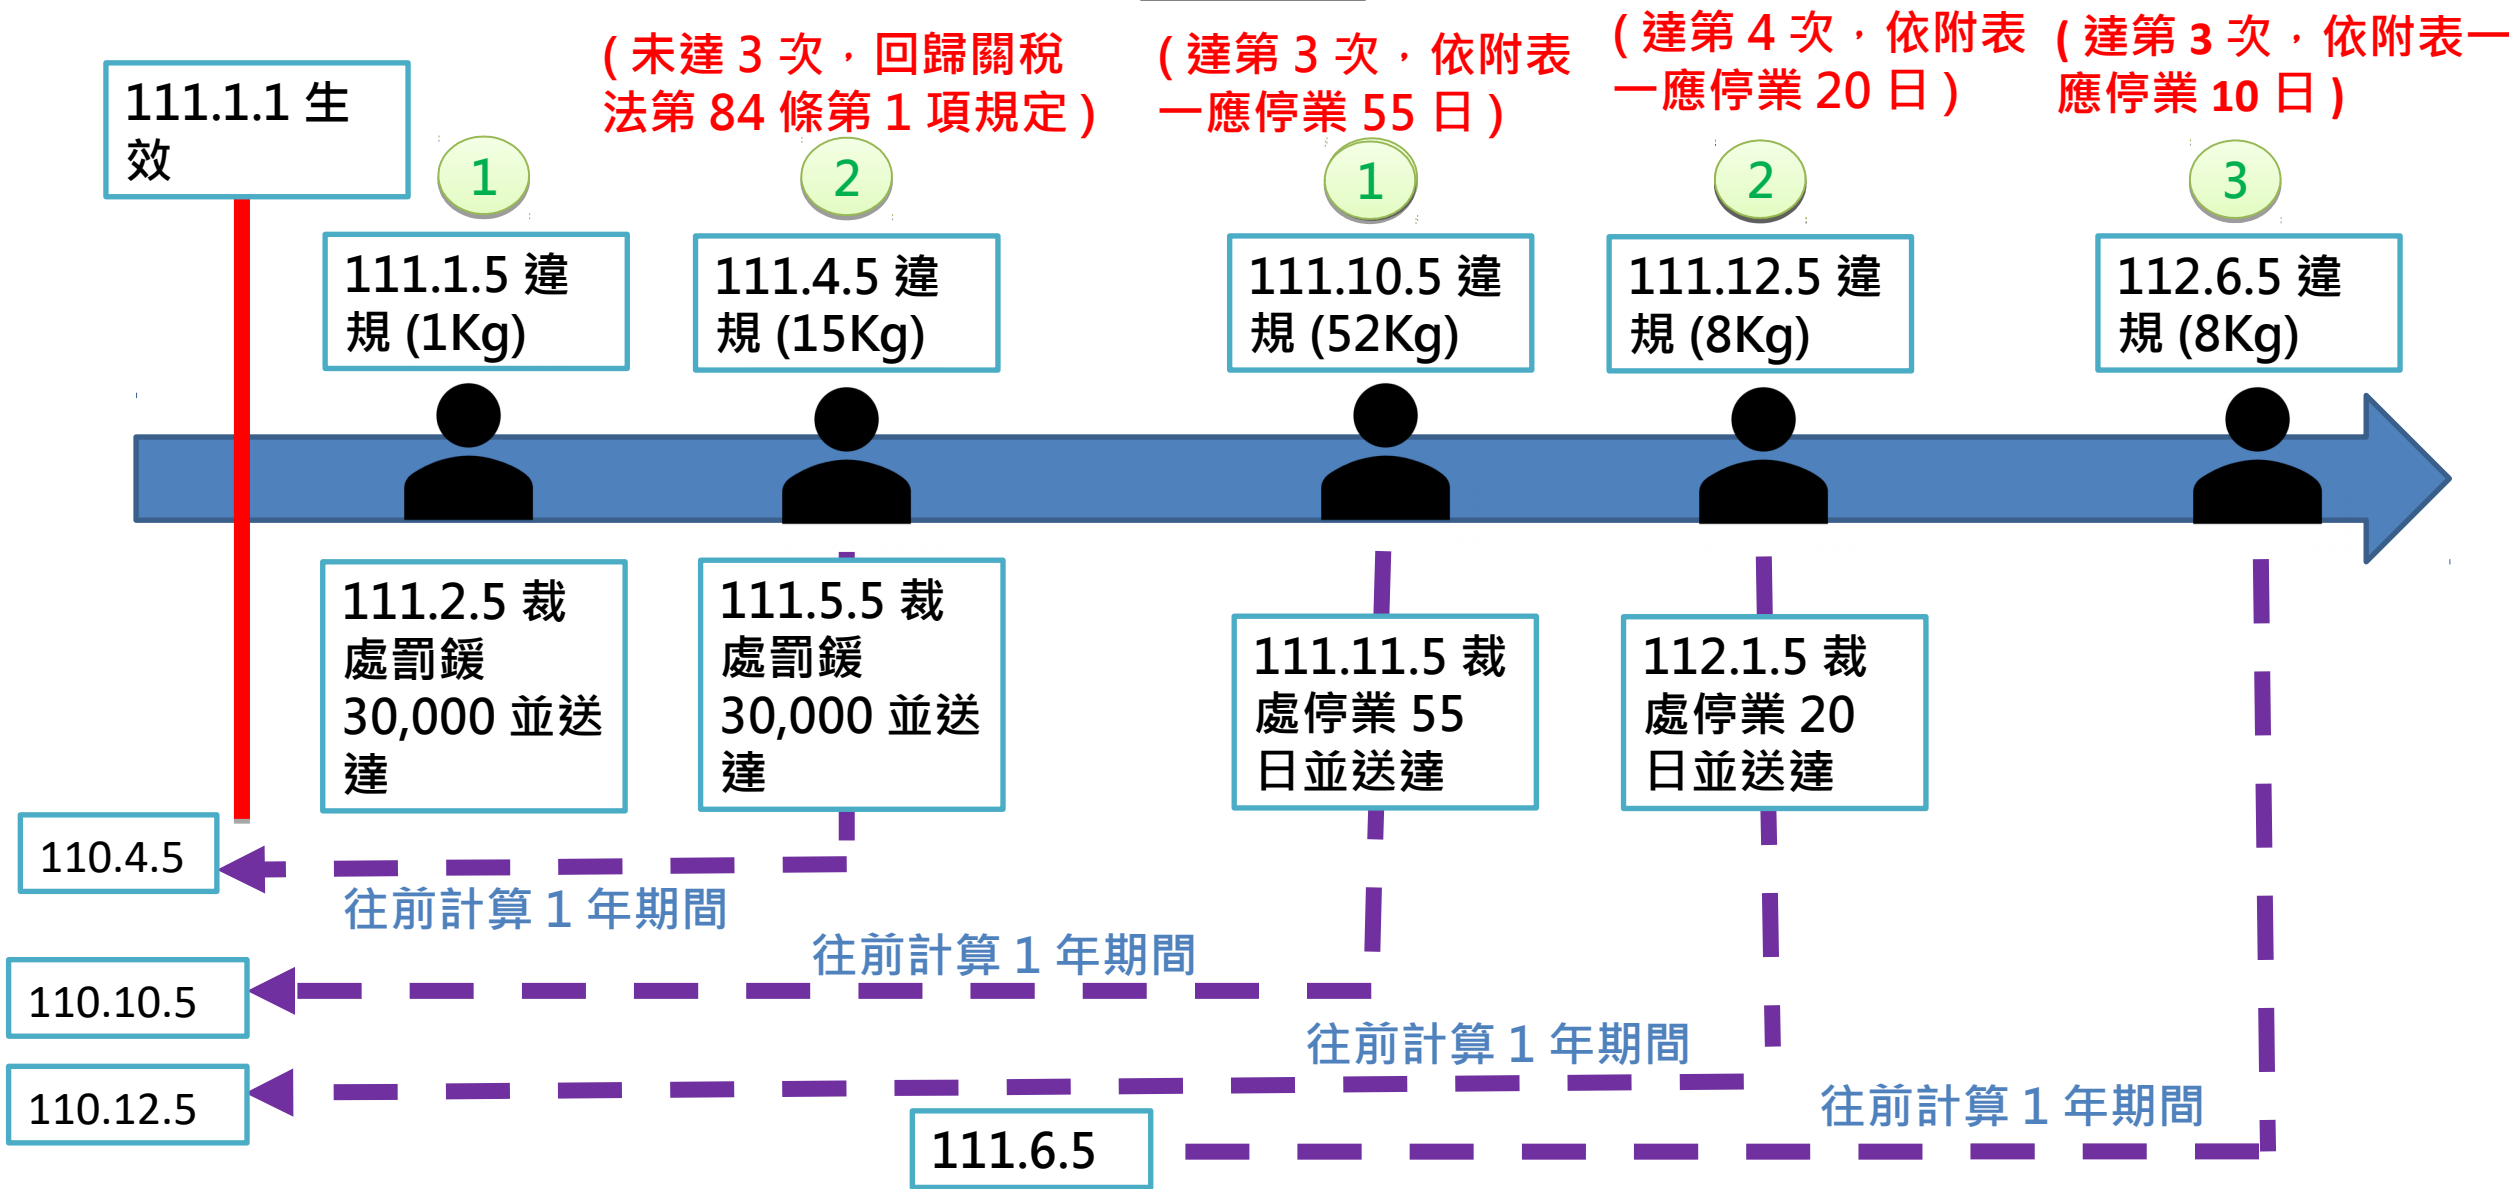 111.1.1 生
效
( 未達 3 次，回歸關稅
法第 84 條第 1 項規定 )
( 達第 3 次，依附表
一應停業 55 日 )
( 達第 4 次，依附表
一應停業 20 日 )
( 達第 3 次，依附表一
應停業 10 日 )
1
2
1
2
3
111.1.5 違
規 (1Kg)
111.4.5 違
規 (15Kg)
111.10.5 違
規 (52Kg)
111.12.5 違
規 (8Kg)
112.6.5 違
規 (8Kg)
111.2.5 裁
處罰鍰
30,000 並送
達
111.5.5 裁
處罰鍰
30,000 並送
達
111.11.5 裁
處停業 55
日並送達
112.1.5 裁
處停業 20
日並送達
110.4.5
往前計算 1 年期間
往前計算 1 年期間
110.10.5
往前計算 1 年期間
110.12.5
往前計算 1 年期間
111.6.5